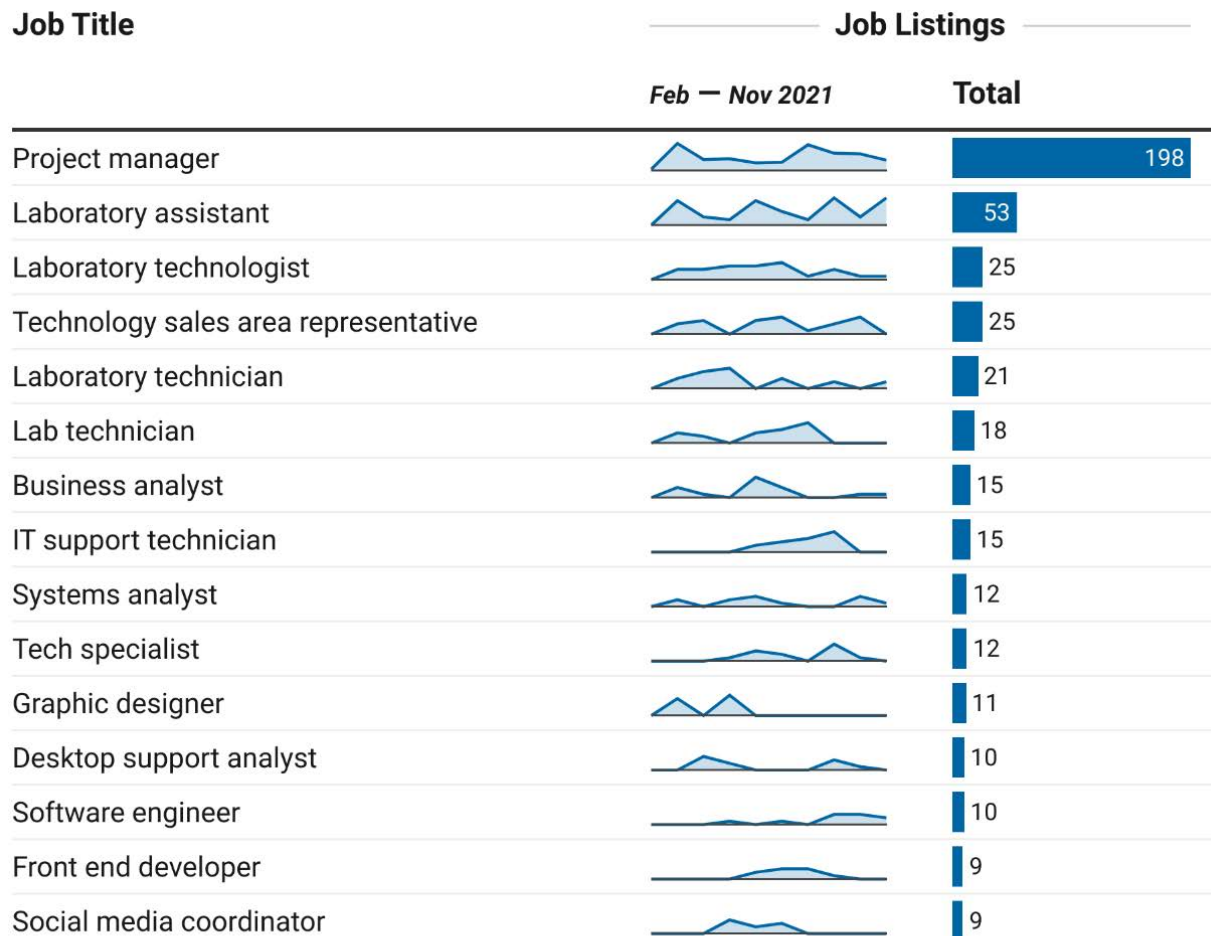 Job Title Job Listings
Feb — Nov 2021 Total
Project manager 198
Laboratory assistant 53
Laboratory technologist 25
Technology sales area representative 25
Laboratory technician 21
Lab technician 18
Business analyst 15
IT support technician 15
Systems analyst 12
Tech specialist 12
Graphic designer 11
Desktop support analyst 10
Software engineer 10
Front end developer 9
Social media coordinator 9